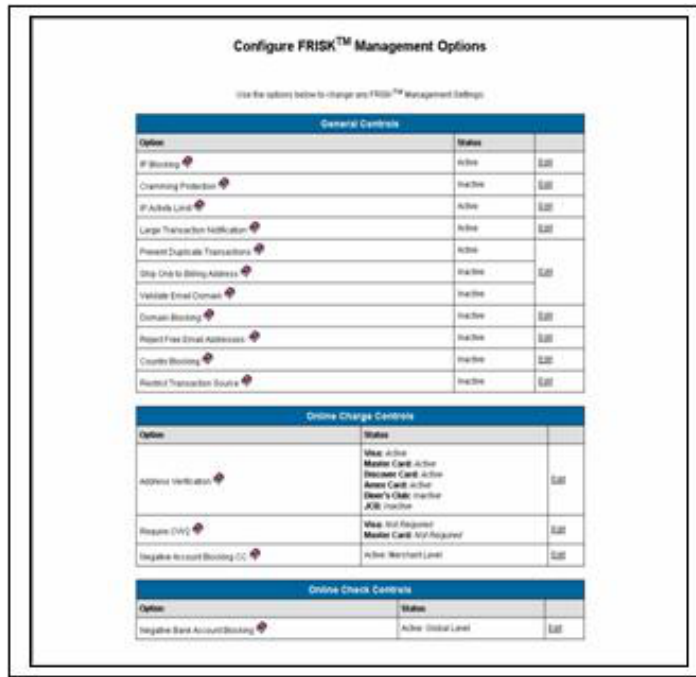 Configure FRISK™ Management Options
Use the options below to change any FRISK™ Management Settings
General Controls
Option Status
IP Blocking Active Edit
Cramming Protection Inactive Edit
IP Activity Limit Active Edit
Large Transaction Notification Active Edit
Prevent Duplicate Transactions Active
Ship Only to Billing Address Inactive Edit
Validate Email Domain Inactive
Domain Blocking Inactive Edit
Reject Free Email Addresses Inactive Edit
Country Blocking Inactive Edit
Restrict Transaction Source Inactive Edit
Online Charge Controls
Option Status
Visa: Active
Master Card: Active
Discover Card: Active
Address Verification Amex Card: Active Edit
Diner's Club: Inactive
JCB: Inactive
Require CVV2 Visa: Not Required Edit
Master Card: Not Required
Negative Account Blocking CC Active: Merchant Level Edit
Online Check Controls
Option Status
Negative Bank Account Blocking Active: Global Level Edit